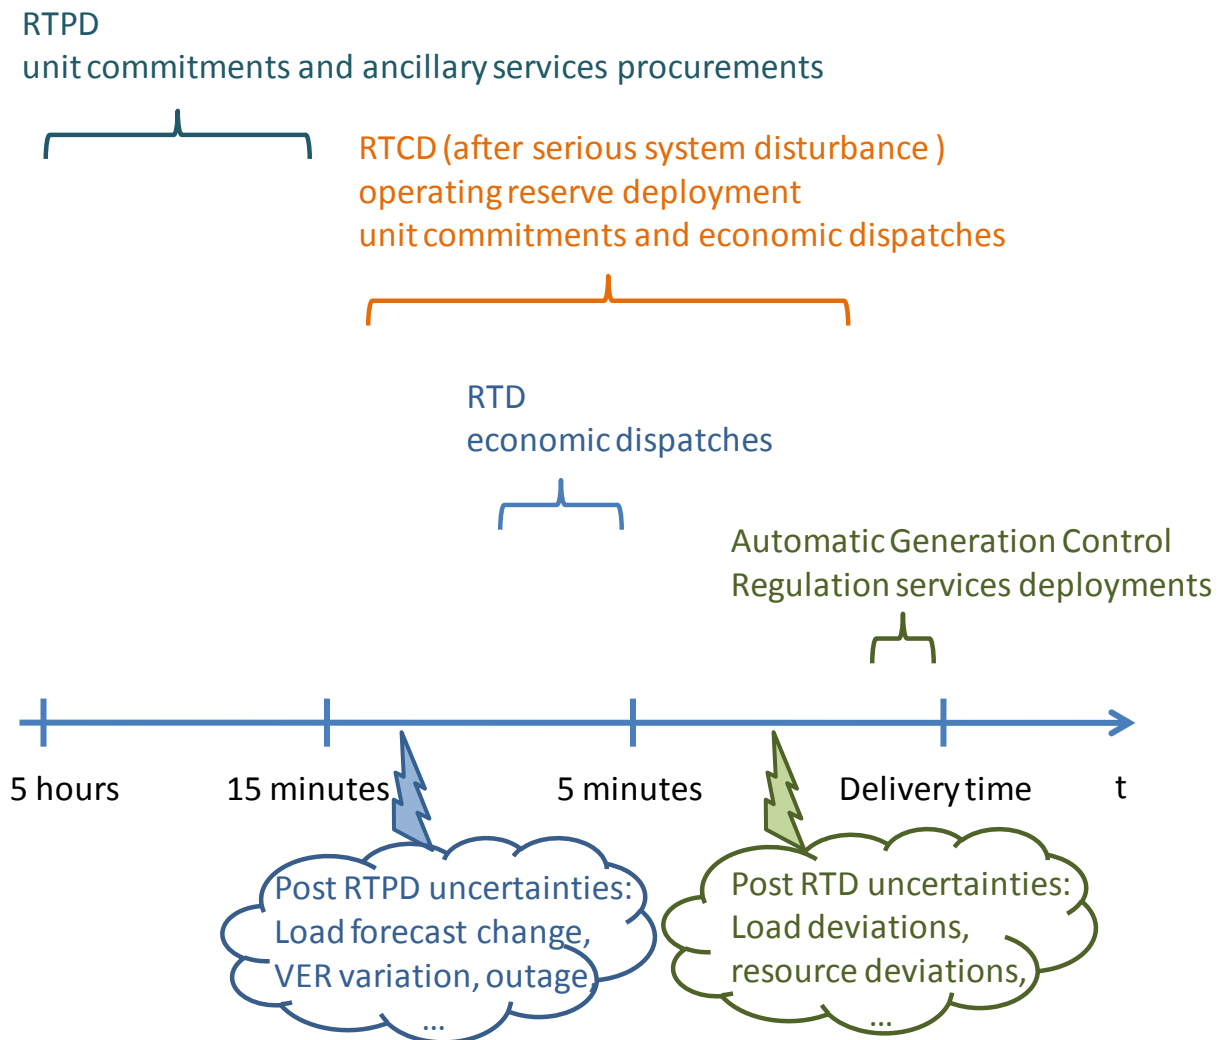 RTPD
unit commitments and ancillary services procurements
RTCD (after serious system disturbance )
operating reserve deployment
unit commitments and economic dispatches
RTD
economic dispatches
Automatic Generation Control
Regulation services deployments
5 hours
15 minutes
5 minutes
Delivery time
t
Post RTPD uncertainties:
Load forecast change,
VER variation, outage,
...
Post RTD uncertainties:
Load deviations,
resource deviations,
...